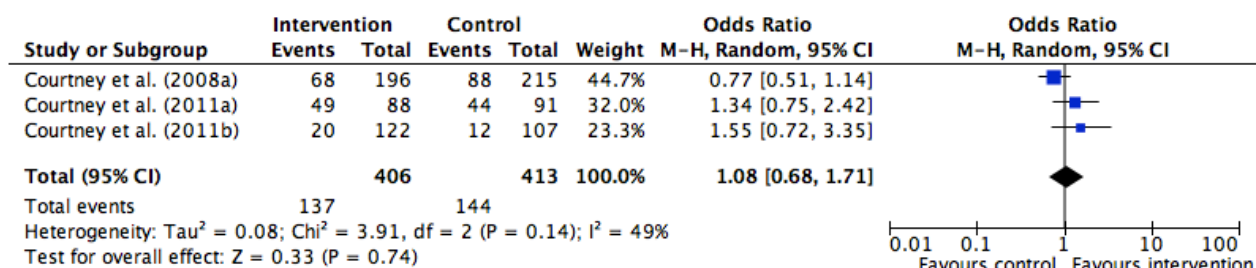 Intervention Control Odds Ratio Odds Ratio
Study or Subgroup Events Total Events Total Weight M-H, Random, 95% CI M-H, Random, 95% CI
Courtney et al. (2008a) 68 196 88 215 44.7% 0.77 [0.51, 1.14]
Courtney et al. (2011a) 49 88 44 91 32.0% 1.34 [0.75, 2.42]
Courtney et al. (2011b) 20 122 12 107 23.3% 1.55 [0.72, 3.35]
Total (95% CI) 406 413 100.0% 1.08 [0.68, 1.71]
Total events 137 144
Heterogeneity: Tau² = 0.08; Chi² = 3.91, df = 2 (P = 0.14); I² = 49%
Test for overall effect: Z = 0.33 (P = 0.74)
0.01 0.1 1 10 100
Favours control Favours intervention